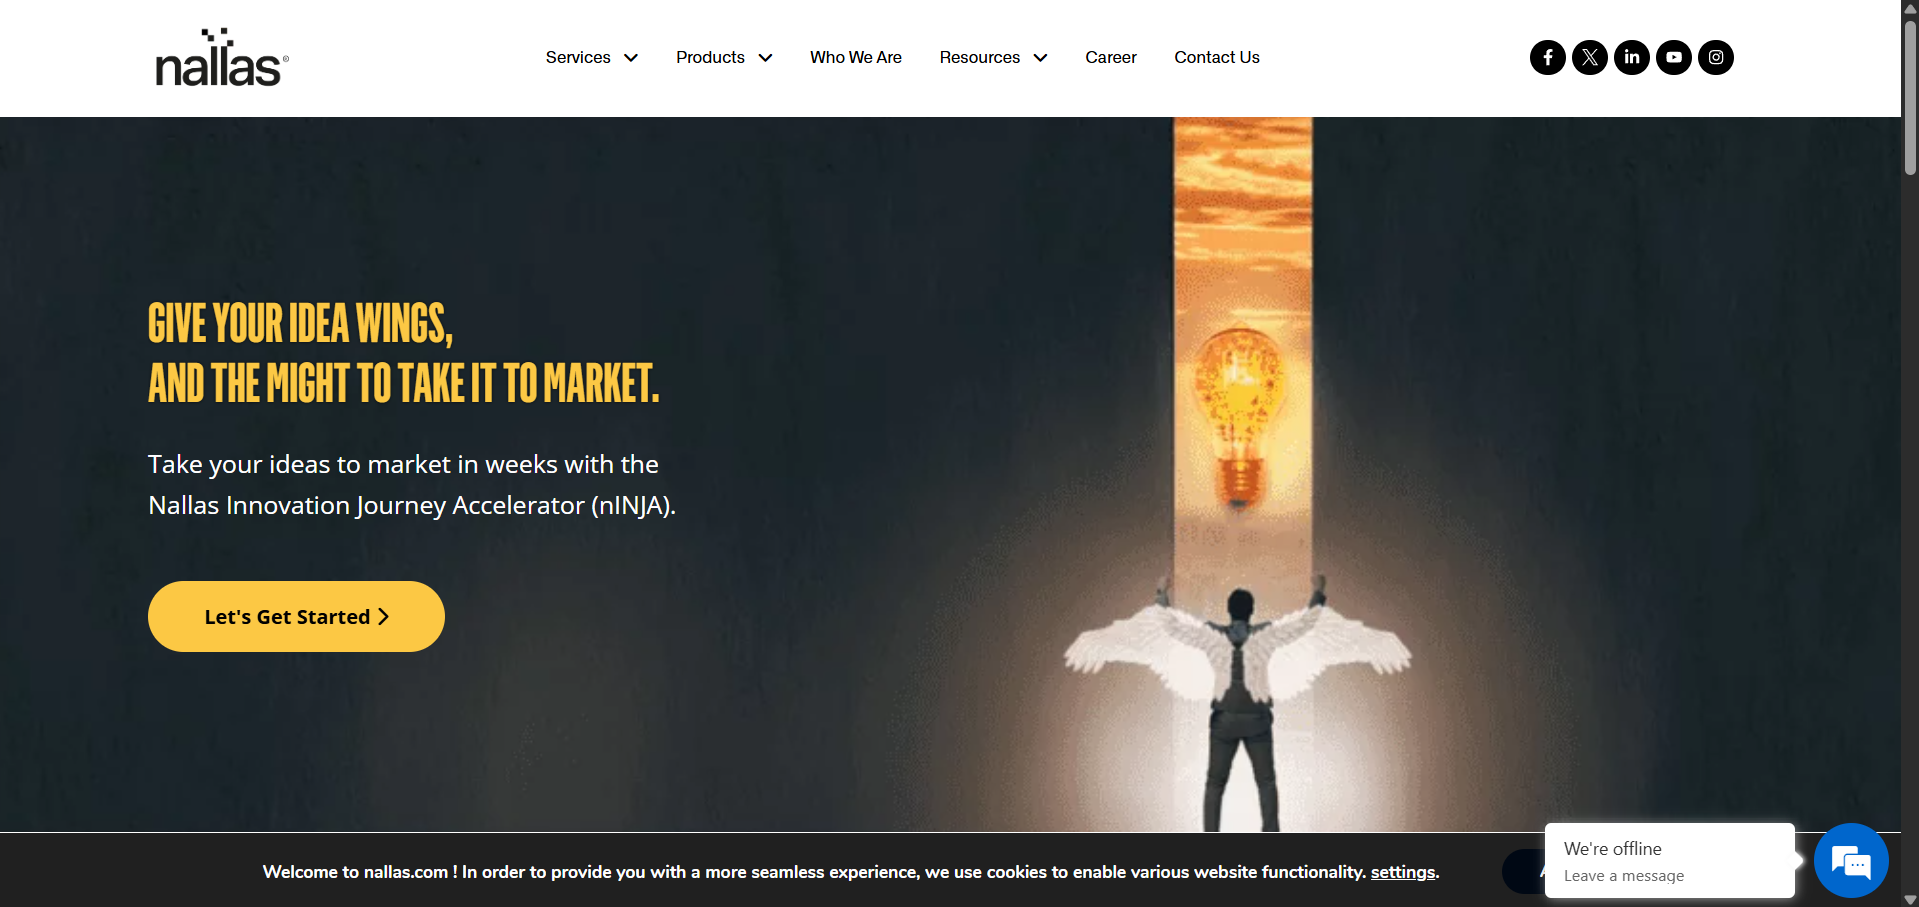 nallas®
Services
Products
Who We Are
Resources
Career
Contact Us
GIVE YOUR IDEA WINGS,
AND THE MIGHT TO TAKE IT TO MARKET.
Take your ideas to market in weeks with the
Nallas Innovation Journey Accelerator (nINJA).
Let's Get Started
Welcome to nallas.com ! In order to provide you with a more seamless experience, we use cookies to enable various website functionality. settings.
We're offline
Leave a message